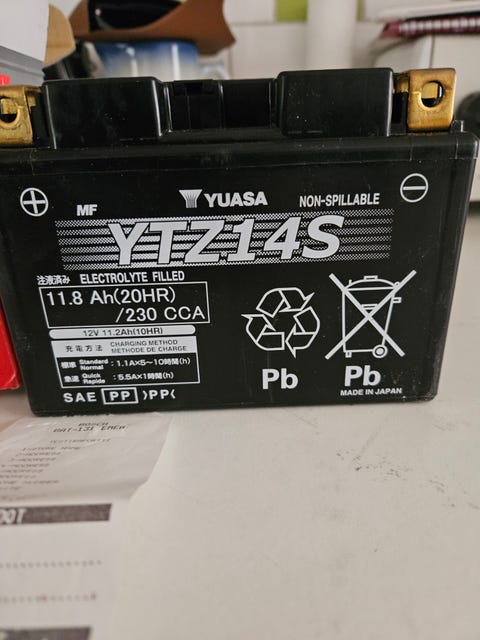 YUASA
MF
NON-SPILLABLE
YTZ14S
注液済み ELECTROLYTE FILLED
11.8 Ah(20HR)
/230 CCA
12V 11.2Ah(10HR)
充電方法 CHARGING METHOD
METHODE DE CHARGE
標準 Standard Normal : 1.1A×5~10時間(h)
急速 Quick Rapide : 5.5A×1時間(h)
SAE PP >PP<
Pb
Pb
MADE IN JAPAN
BOSCH